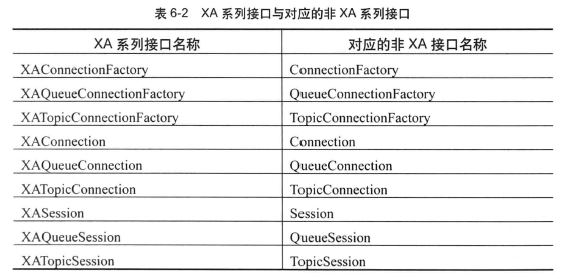 表 6-2 XA 系列接口与对应的非 XA 系列接口
XA 系列接口名称 对应的非 XA 接口名称
XAConnectionFactory ConnectionFactory
XAQueueConnectionFactory QueueConnectionFactory
XATopicConnectionFactory TopicConnectionFactory
XAConnection Connection
XAQueueConnection QueueConnection
XATopicConnection TopicConnection
XASession Session
XAQueueSession QueueSession
XATopicSession TopicSession